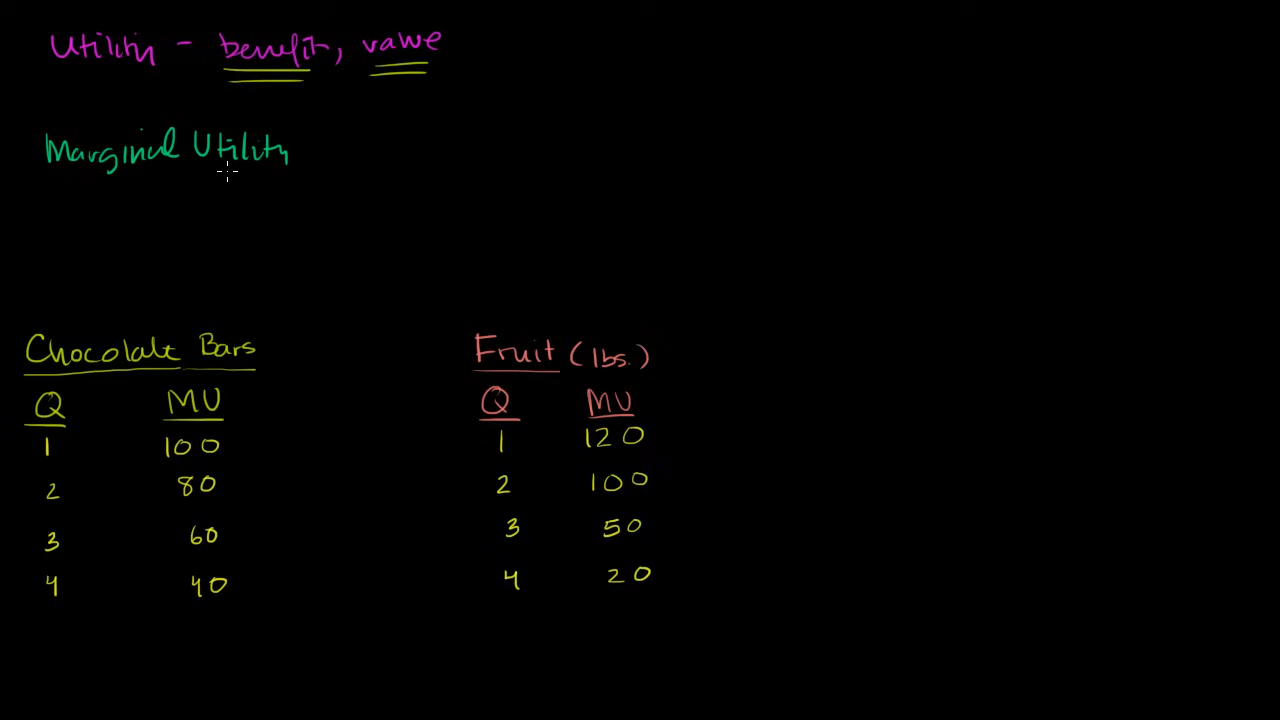 Utility - benefit, value
Marginal Utility
Chocolate Bars
Q MU
1 100
2 80
3 60
4 40
Fruit (lbs.)
Q MU
1 120
2 100
3 50
4 20